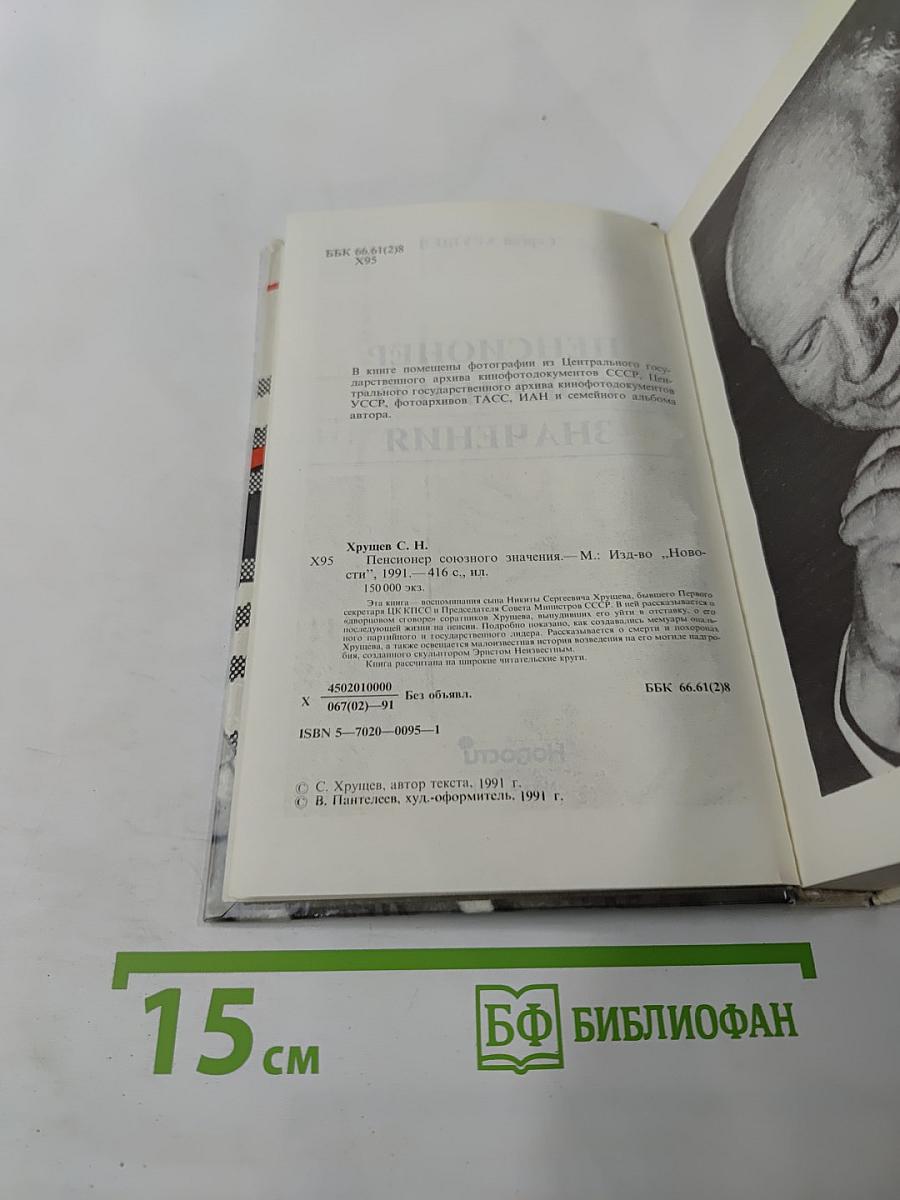 ББК 66.61(2)8
Х95
В книге помещены фотографии из Центрального госу-
дарственного архива кинофотодокументов СССР, Цен-
трального государственного архива кинофотодокументов
УССР, фотоархивов ТАСС, ИАН и семейного альбома
автора.
Хрущев С. Н.
Х95 Пенсионер союзного значения.— М.: Изд-во „Ново-
сти”, 1991.— 416 с., ил.
150 000 экз.
Эта книга — воспоминания сына Никиты Сергеевича Хрущева, бывшего Первого
секретаря ЦК КПСС и Председателя Совета Министров СССР. В ней рассказывается о
«дворцовом сговоре» соратников Хрущева, вынудивших его уйти в отставку, о его
последующей жизни на пенсии. Подробно показано, как создавались мемуары опаль-
ного партийного и государственного лидера. Рассказывается о смерти и похоронах
Хрущева, а также освещается малоизвестная история возведения на его могиле надгро-
бия, созданного скульптором Эрнстом Неизвестным.
Книга рассчитана на широкие читательские круги.
Х 4502010000 Без объявл. ББК 66.61(2)8
067(02)—91
ISBN 5—7020—0095—1
© С. Хрущев, автор текста, 1991 г.
© В. Пантелеев, худ.-оформитель, 1991 г.
15 см
БФ БИБЛИОФАН